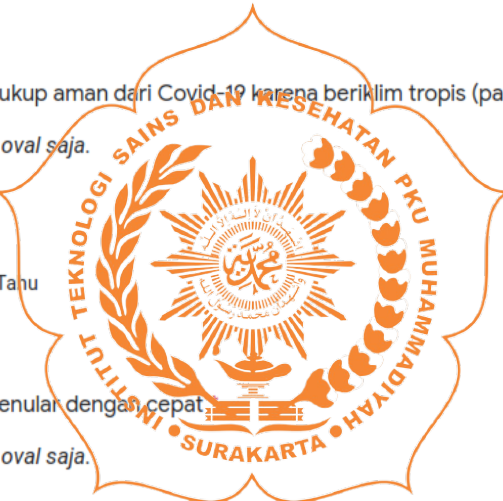 ukup aman dari Covid-19 karena beriklim tropis (pa
oval saja.
Tahu
enular dengan cepat *
oval saja.
INSTITUT TEKNOLOGI SAINS DAN KESEHATAN PKU MUHAMMADIYAH
SURAKARTA